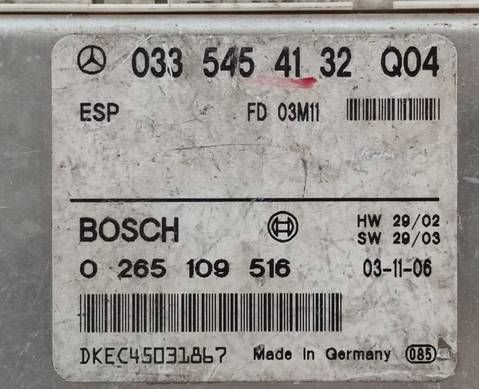 033 545 41 32 Q04
ESP FD 03M11
BOSCH HW 29/02
SW 29/03
0 265 109 516 03-11-06
DKEC45031867 Made in Germany 085